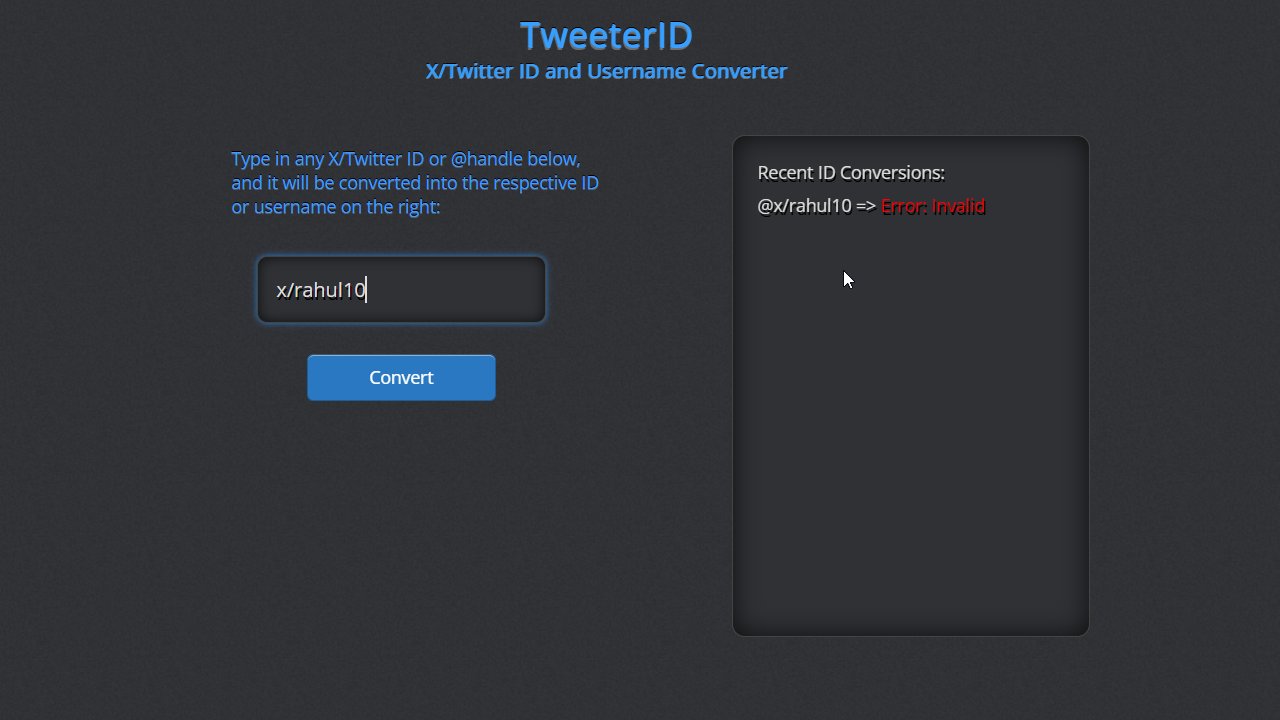 TweeterID
X/Twitter ID and Username Converter
Type in any X/Twitter ID or @handle below,
and it will be converted into the respective ID
or username on the right:
x/rahul10
Convert
Recent ID Conversions:
@x/rahul10 => Error: Invalid